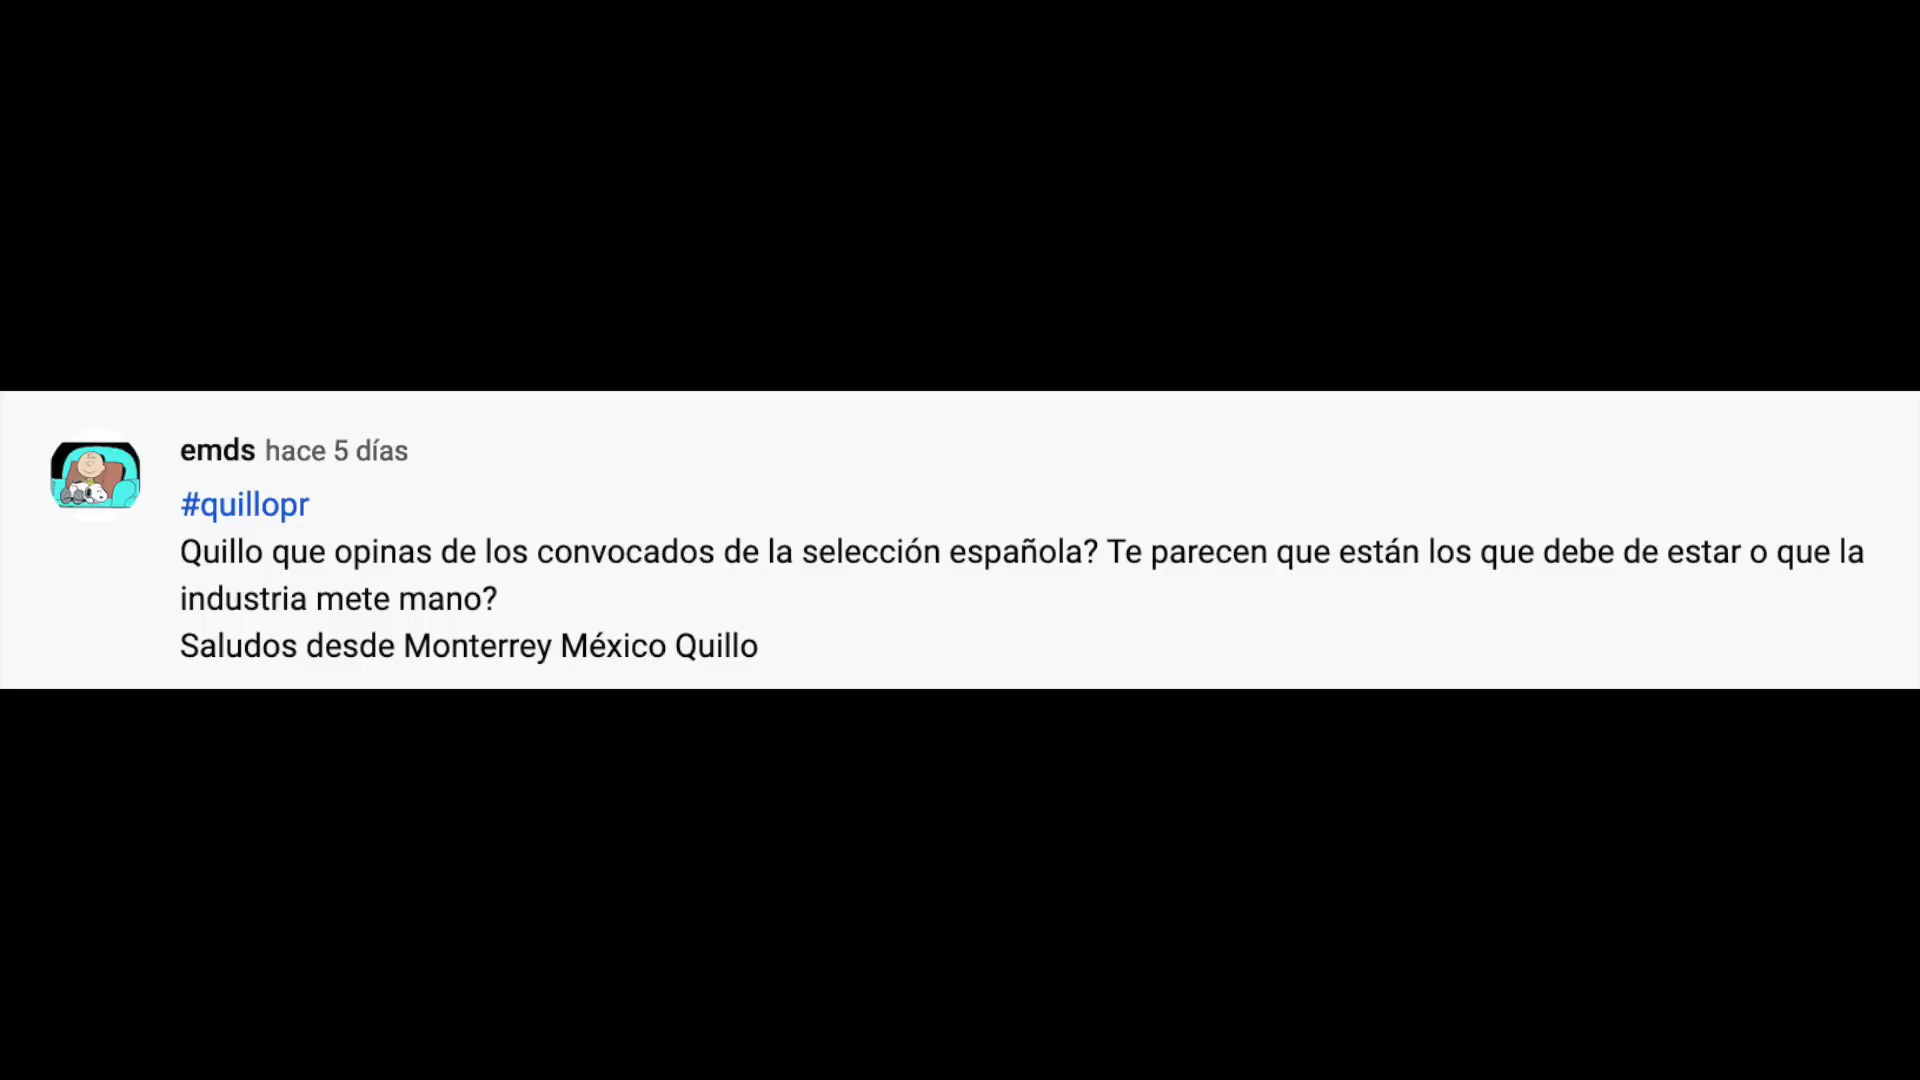 emds hace 5 días
#quillopr
Quillo que opinas de los convocados de la selección española? Te parecen que están los que debe de estar o que la
industria mete mano?
Saludos desde Monterrey México Quillo